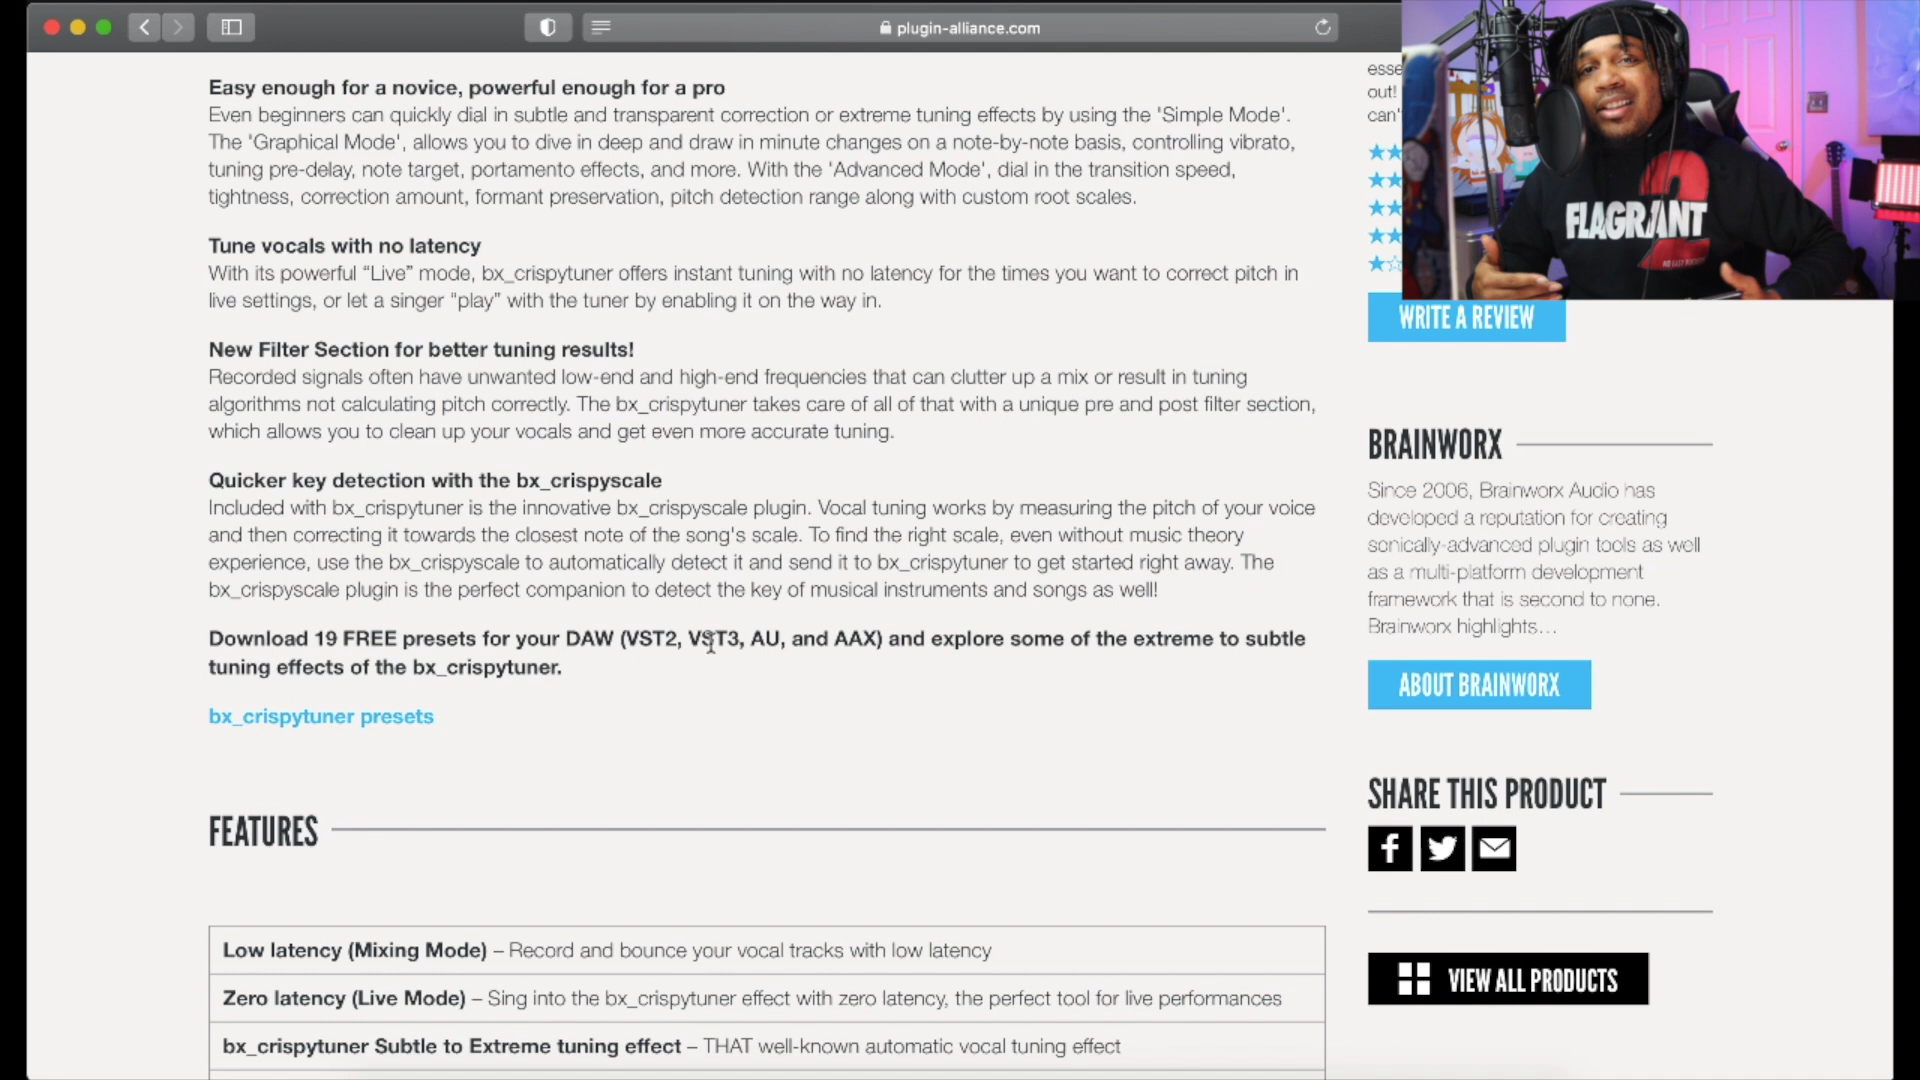 plugin-alliance.com
Easy enough for a novice, powerful enough for a pro
Even beginners can quickly dial in subtle and transparent correction or extreme tuning effects by using the 'Simple Mode'.
The 'Graphical Mode', allows you to dive in deep and draw in minute changes on a note-by-note basis, controlling vibrato,
tuning pre-delay, note target, portamento effects, and more. With the 'Advanced Mode', dial in the transition speed,
tightness, correction amount, formant preservation, pitch detection range along with custom root scales.
Tune vocals with no latency
With its powerful “Live” mode, bx_crispytuner offers instant tuning with no latency for the times you want to correct pitch in
live settings, or let a singer “play” with the tuner by enabling it on the way in.
New Filter Section for better tuning results!
Recorded signals often have unwanted low-end and high-end frequencies that can clutter up a mix or result in tuning
algorithms not calculating pitch correctly. The bx_crispytuner takes care of all of that with a unique pre and post filter section,
which allows you to clean up your vocals and get even more accurate tuning.
Quicker key detection with the bx_crispyscale
Included with bx_crispytuner is the innovative bx_crispyscale plugin. Vocal tuning works by measuring the pitch of your voice
and then correcting it towards the closest note of the song's scale. To find the right scale, even without music theory
experience, use the bx_crispyscale to automatically detect it and send it to bx_crispytuner to get started right away. The
bx_crispyscale plugin is the perfect companion to detect the key of musical instruments and songs as well!
Download 19 FREE presets for your DAW (VST2, VST3, AU, and AAX) and explore some of the extreme to subtle
tuning effects of the bx_crispytuner.
bx_crispytuner presets
FEATURES
Low latency (Mixing Mode) – Record and bounce your vocal tracks with low latency
Zero latency (Live Mode) – Sing into the bx_crispytuner effect with zero latency, the perfect tool for live performances
bx_crispytuner Subtle to Extreme tuning effect – THAT well-known automatic vocal tuning effect
esse
out!
can'
FLAGRANT
2
WRITE A REVIEW
BRAINWORX
Since 2006, Brainworx Audio has
developed a reputation for creating
sonically-advanced plugin tools as well
as a multi-platform development
framework that is second to none.
Brainworx highlights…
ABOUT BRAINWORX
SHARE THIS PRODUCT
VIEW ALL PRODUCTS